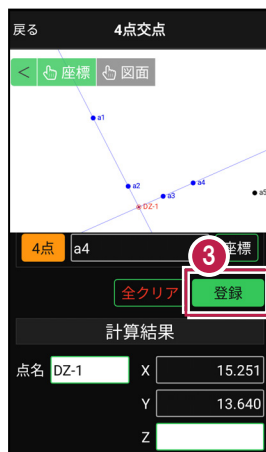 戻る 4点交点
< 座標 図面
a1
a2 a4
a3 a5
DZ-1
4点 a4 3 座標
全クリア 登録
計算結果
点名 DZ-1 X 15.251
Y 13.640
Z